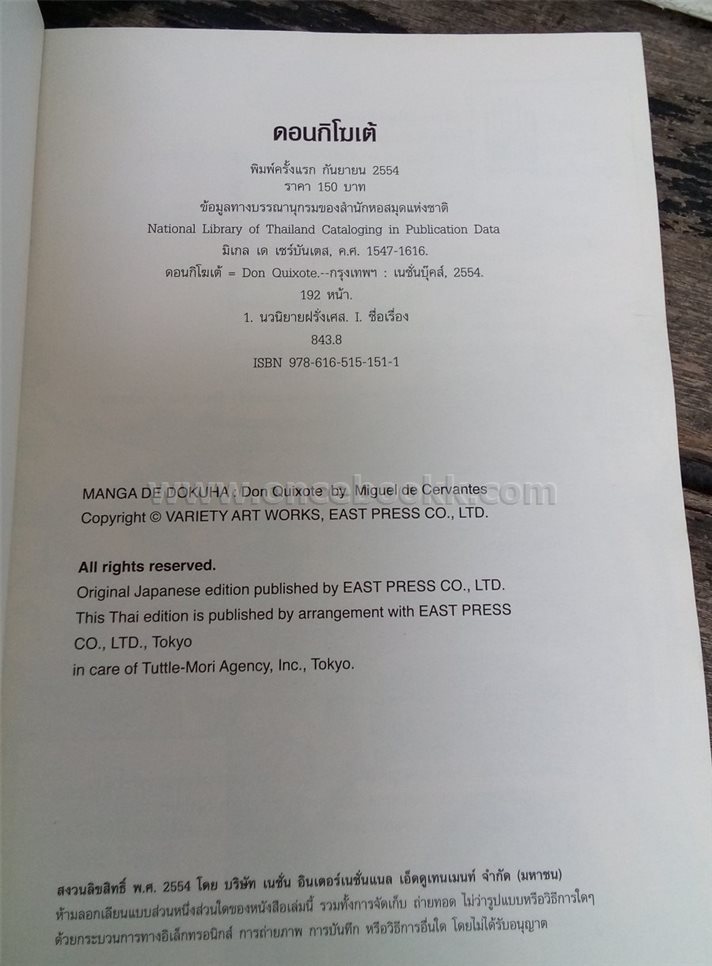 ดอนกิโฆเต้
พิมพ์ครั้งแรก กันยายน 2554
ราคา 150 บาท
ข้อมูลทางบรรณานุกรมของสำนักหอสมุดแห่งชาติ
National Library of Thailand Cataloging in Publication Data
มิเกล เด เซร์บันเตส, ค.ศ. 1547-1616.
ดอนกิโฆเต้ = Don Quixote.--กรุงเทพฯ : เนชั่นบุ๊คส์, 2554.
192 หน้า.
1. นวนิยายฝรั่งเศส. I. ชื่อเรื่อง
843.8
ISBN 978-616-515-151-1
www.oncebookk.com
MANGA DE DOKUHA : Don Quixote by Miguel de Cervantes
Copyright © VARIETY ART WORKS, EAST PRESS CO., LTD.
All rights reserved.
Original Japanese edition published by EAST PRESS CO., LTD.
This Thai edition is published by arrangement with EAST PRESS
CO., LTD., Tokyo
in care of Tuttle-Mori Agency, Inc., Tokyo.
สงวนลิขสิทธิ์ พ.ศ. 2554 โดย บริษัท เนชั่น อินเตอร์เนชั่นแนล เอ็ดดูเทนเมนท์ จำกัด (มหาชน)
ห้ามลอกเลียนแบบส่วนหนึ่งส่วนใดของหนังสือเล่มนี้ รวมทั้งการจัดเก็บ ถ่ายทอด ไม่ว่ารูปแบบหรือวิธีการใดๆ
ด้วยกระบวนการทางอิเล็กทรอนิกส์ การถ่ายภาพ การบันทึก หรือวิธีการอื่นใด โดยไม่ได้รับอนุญาต